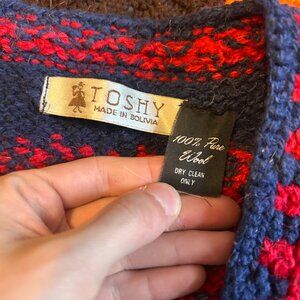 TOSHY
MADE IN BOLIVIA
100% Pure
Wool
DRY CLEAN
ONLY